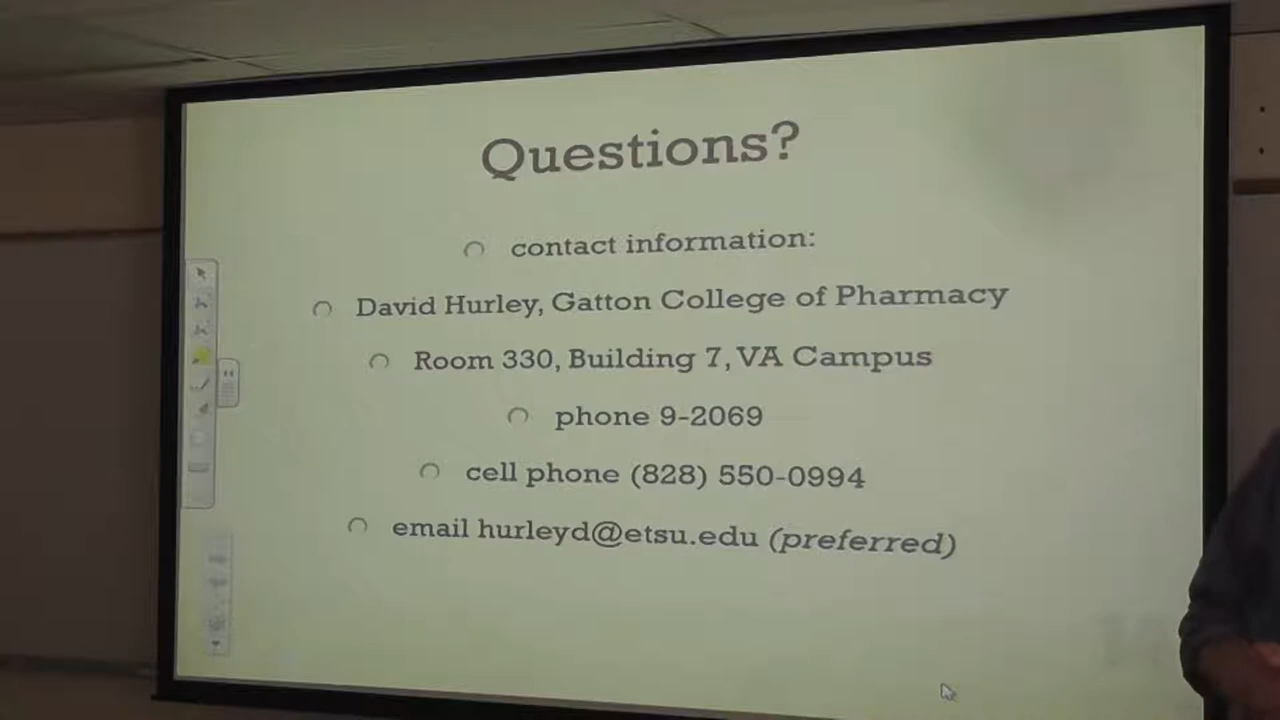 Questions?
contact information:
David Hurley, Gatton College of Pharmacy
Room 330, Building 7, VA Campus
phone 9-2069
cell phone (828) 550-0994
email hurleyd@etsu.edu (preferred)